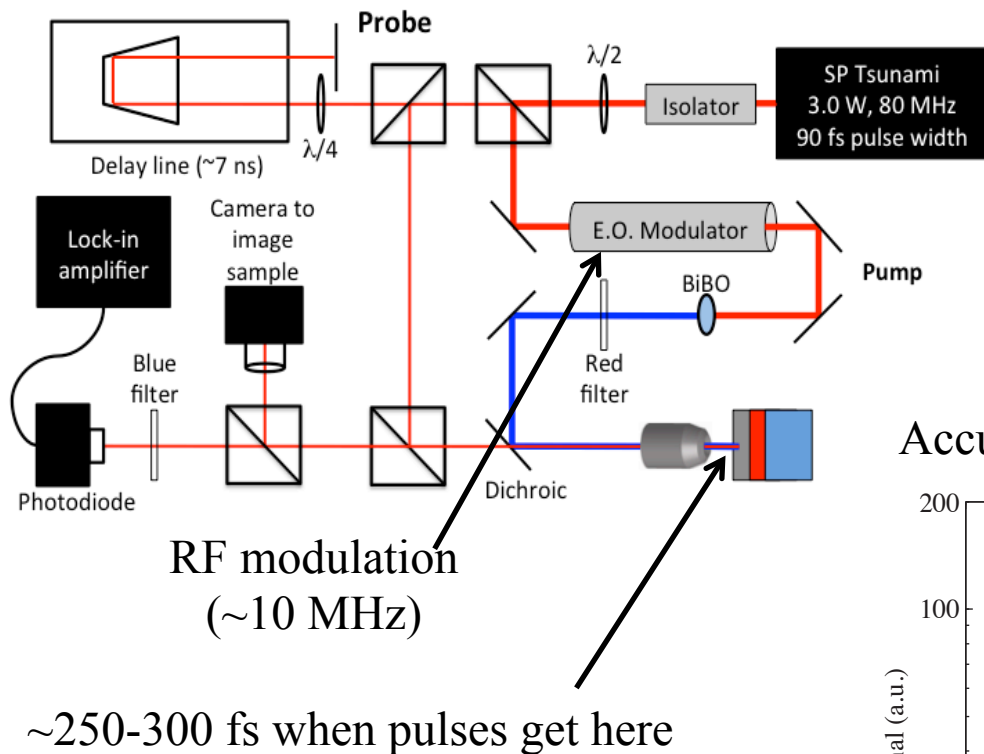 Probe
λ/2
SP Tsunami
3.0 W, 80 MHz
90 fs pulse width
Isolator
λ/4
Delay line (~7 ns)
Camera to
image
sample
Lock-in
amplifier
E.O. Modulator
Pump
BiBO
Blue
filter
Red
filter
Photodiode
Dichroic
Accu
200
RF modulation
(~10 MHz)
100
nal (a.u.)
~250-300 fs when pulses get here